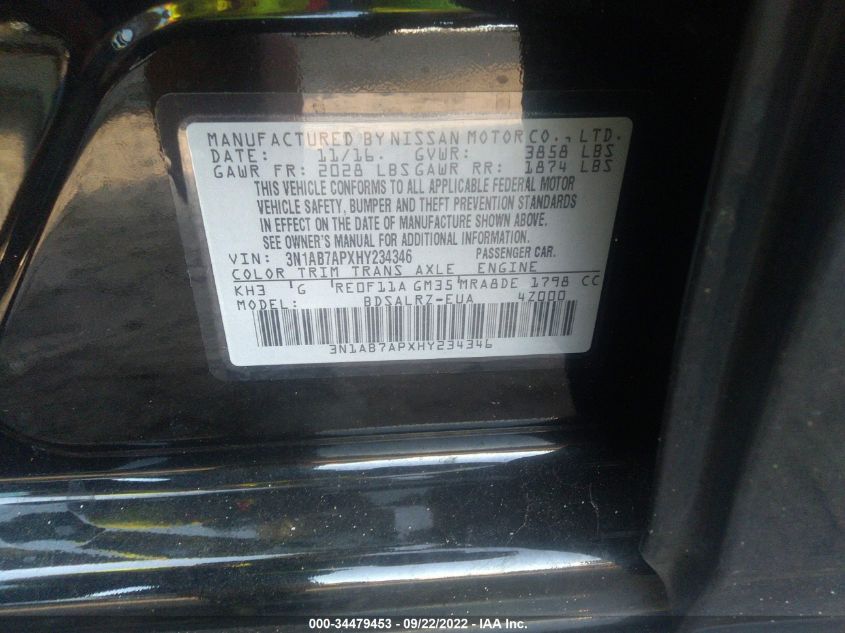 MANUFACTURED BY NISSAN MOTOR CO., LTD.
DATE: 11/16. GVWR: 3858 LBS
GAWR FR: 2028 LBS GAWR RR: 1874 LBS
THIS VEHICLE CONFORMS TO ALL APPLICABLE FEDERAL MOTOR
VEHICLE SAFETY, BUMPER AND THEFT PREVENTION STANDARDS
IN EFFECT ON THE DATE OF MANUFACTURE SHOWN ABOVE.
SEE OWNER'S MANUAL FOR ADDITIONAL INFORMATION.
VIN: 3N1AB7APXHY234346 PASSENGER CAR.
COLOR TRIM TRANS AXLE ENGINE
KH3 G RE0F11A GM35 MRA8DE 1798 CC
MODEL: BDSALRZ-EUA 4Z000
3N1AB7APXHY234346
000-34479453 - 09/22/2022 - IAA Inc.